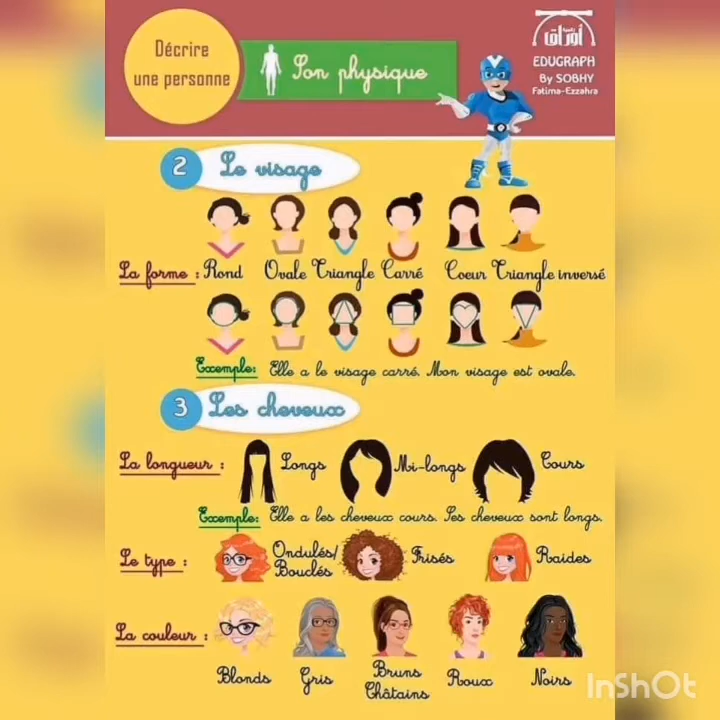 Décrire
une personne
Son physique
أوراق
EDUGRAPH
By SOBHY
Fatima-Ezzahra
2 Le visage
La forme : Rond Ovale Triangle Carré Coeur Triangle inversé
Exemple: Elle a le visage carré. Mon visage est ovale.
3 Les cheveux
La longueur : Longs Mi-longs Cours
Exemple: Elle a les cheveux cours. Ses cheveux sont longs.
Le type : Ondulés/ Frisés Raides
Bouclés
La couleur :
Blonds Gris Bruns Roux Noirs
Châtains
InShOt